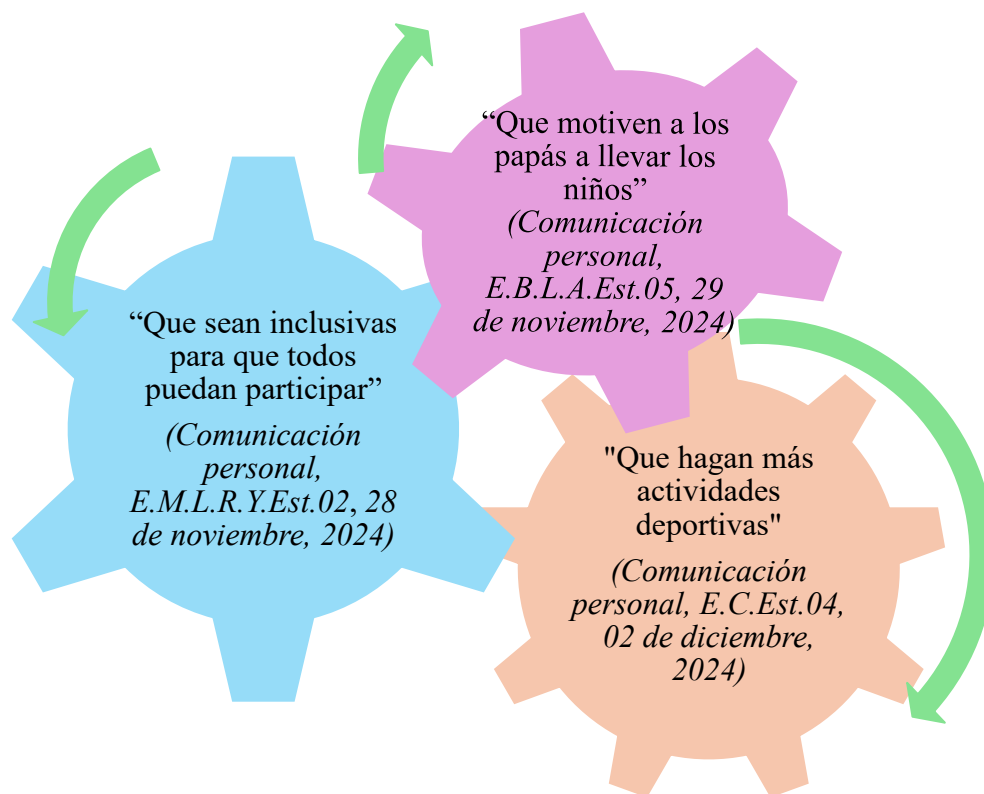 “Que motiven a los
papás a llevar los
niños”
(Comunicación
personal,
E.B.L.A.Est.05, 29
de noviembre, 2024)
“Que sean inclusivas
para que todos
puedan participar”
(Comunicación
personal,
E.M.L.R.Y.Est.02, 28
de noviembre, 2024)
"Que hagan más
actividades
deportivas"
(Comunicación
personal, E.C.Est.04,
02 de diciembre,
2024)